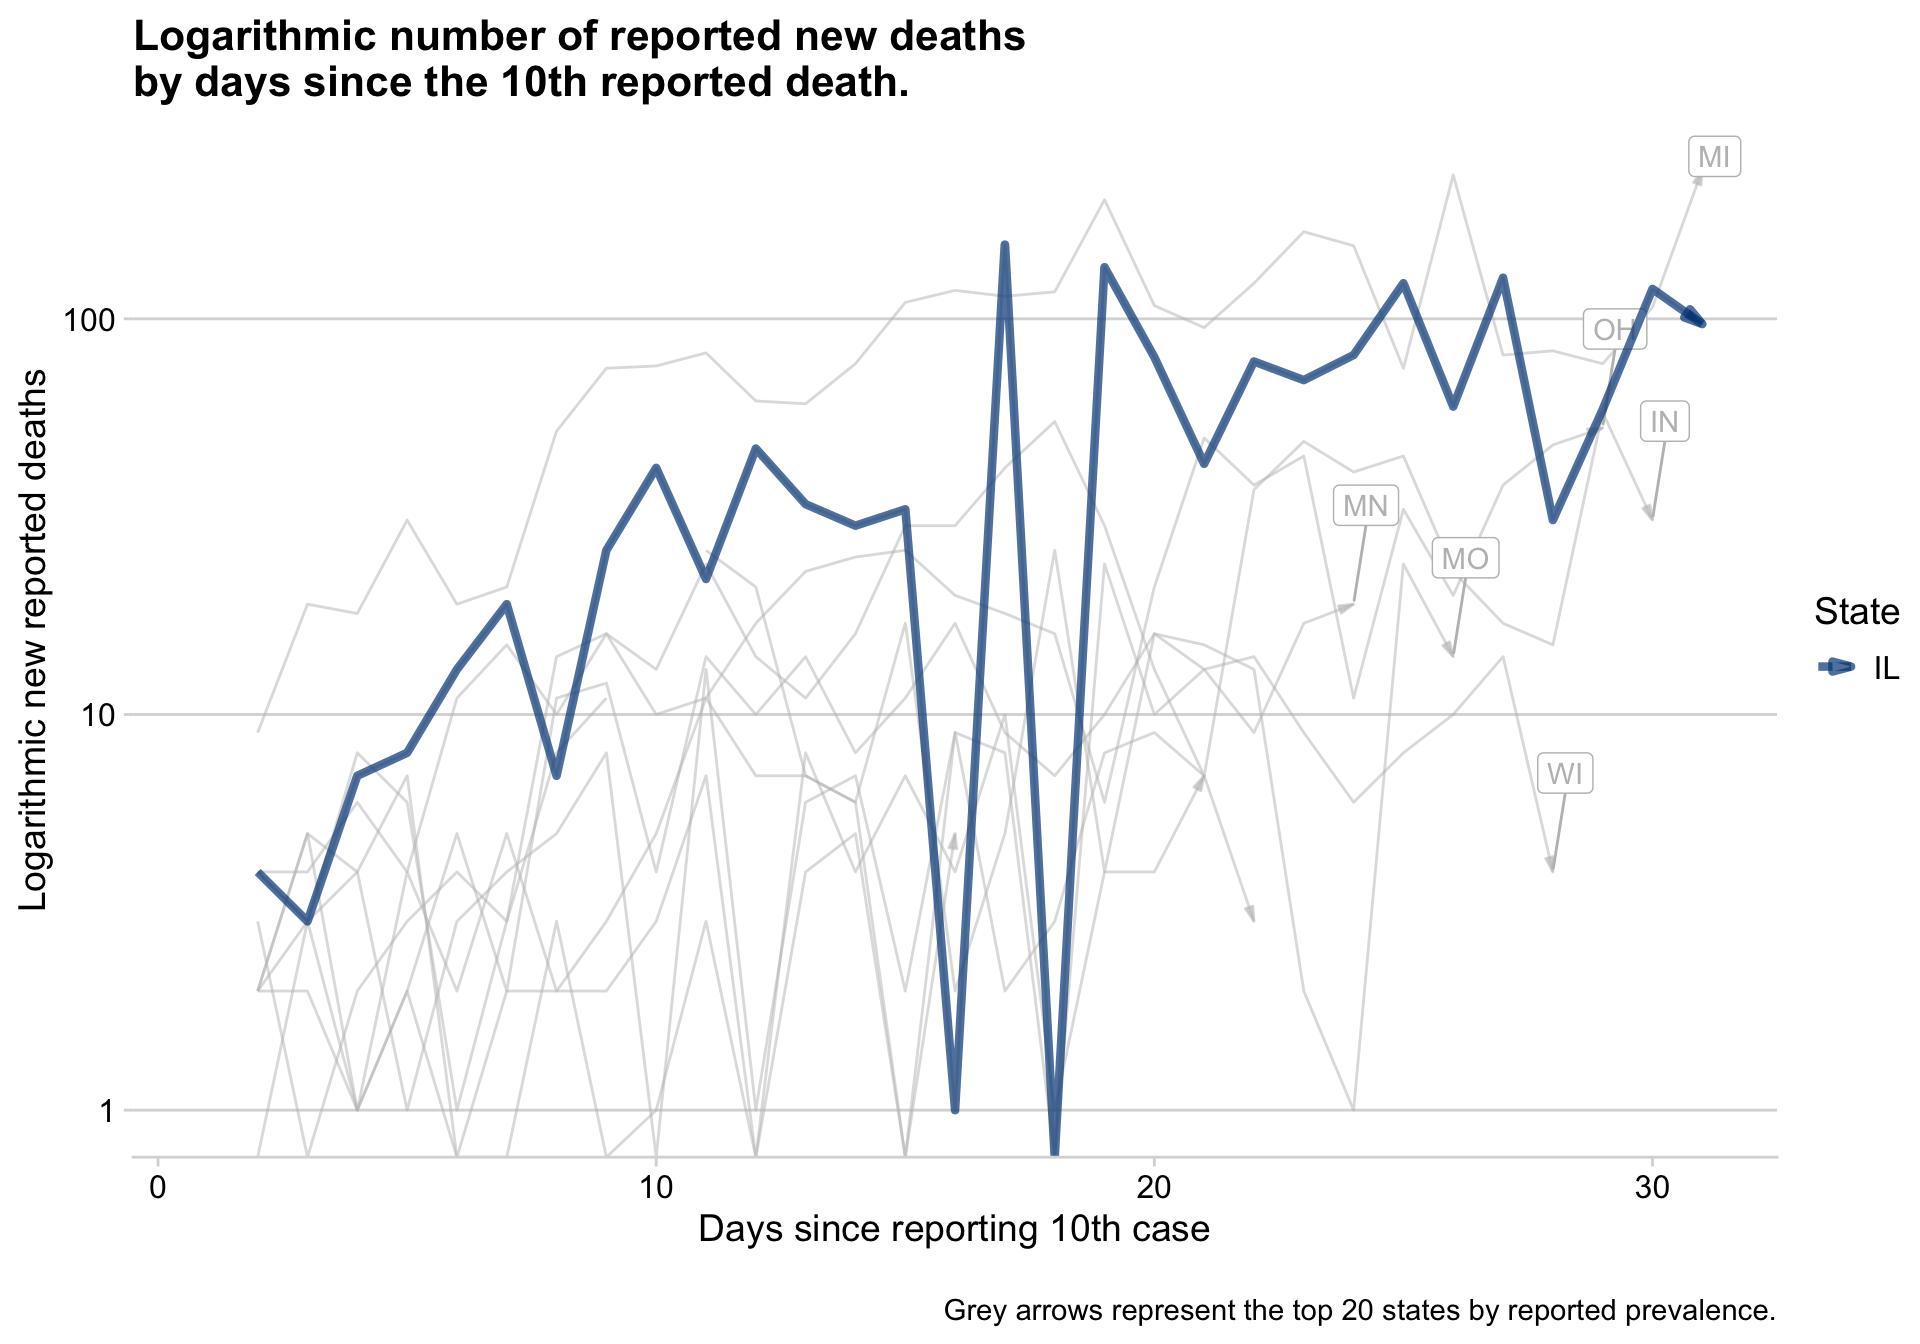 Logarithmic number of reported new deaths
by days since the 10th reported death.
MI
100
OH
IN
MN
MO
10
WI
1
Logarithmic new reported deaths
State
IL
0
10
20
30
Days since reporting 10th case
Grey arrows represent the top 20 states by reported prevalence.